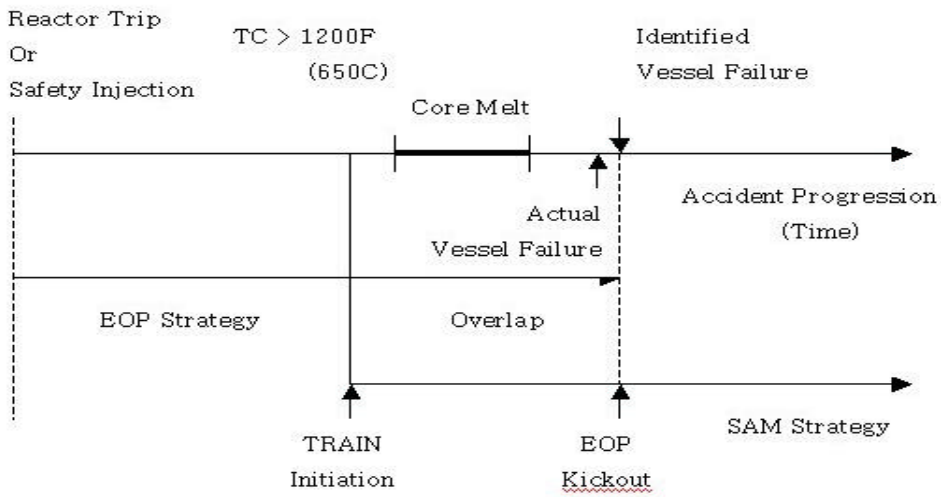 Reactor Trip
Or
Safety Injection
TC > 1200F
(650C)
Identified
Vessel Failure
Core Melt
Actual
Vessel Failure
Accident Progression
(Time)
EOP Strategy
Overlap
SAM Strategy
TRAIN
Initiation
EOP
Kickout